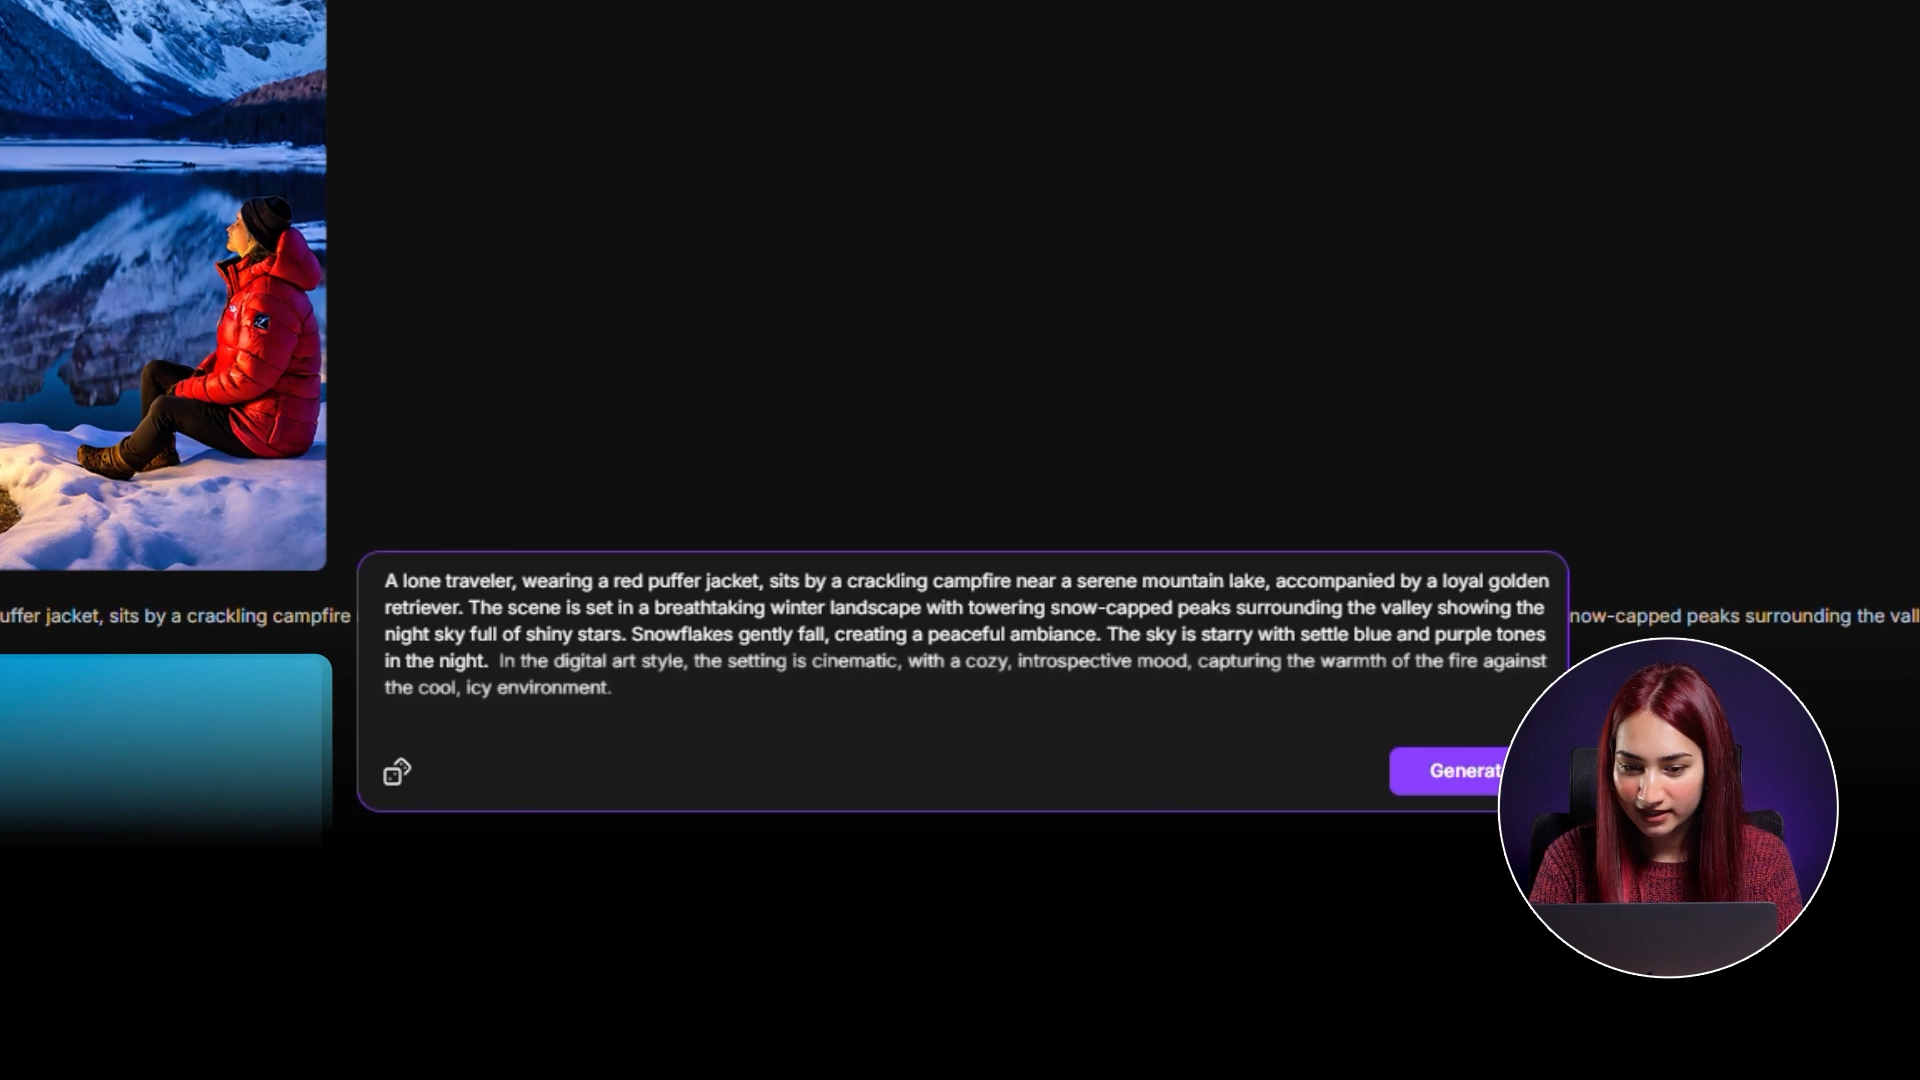 A lone traveler, wearing a red puffer jacket, sits by a crackling campfire near a serene mountain lake, accompanied by a loyal golden
retriever. The scene is set in a breathtaking winter landscape with towering snow-capped peaks surrounding the valley showing the
night sky full of shiny stars. Snowflakes gently fall, creating a peaceful ambiance. The sky is starry with settle blue and purple tones
in the night. In the digital art style, the setting is cinematic, with a cozy, introspective mood, capturing the warmth of the fire against
the cool, icy environment.
uffer jacket, sits by a crackling campfire
now-capped peaks surrounding the vall
Generat